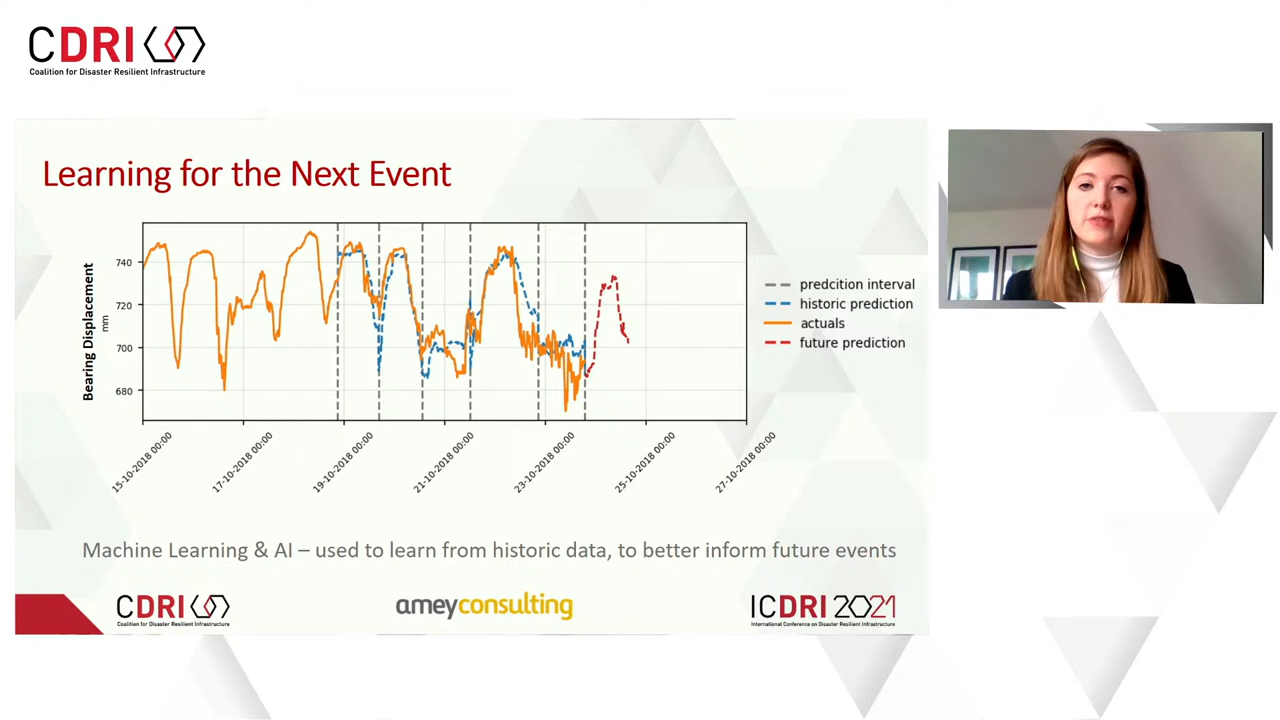 CDRI
Coalition for Disaster Resilient Infrastructure
Learning for the Next Event
Bearing Displacement
mm
740
720
700
680
15-10-2018 00:00
17-10-2018 00:00
19-10-2018 00:00
21-10-2018 00:00
23-10-2018 00:00
25-10-2018 00:00
27-10-2018 00:00
predcition interval
historic prediction
actuals
future prediction
Machine Learning & AI – used to learn from historic data, to better inform future events
CDRI
Coalition for Disaster Resilient Infrastructure
ameyconsulting
ICDRI 2021
International Conference on Disaster Resilient Infrastructure